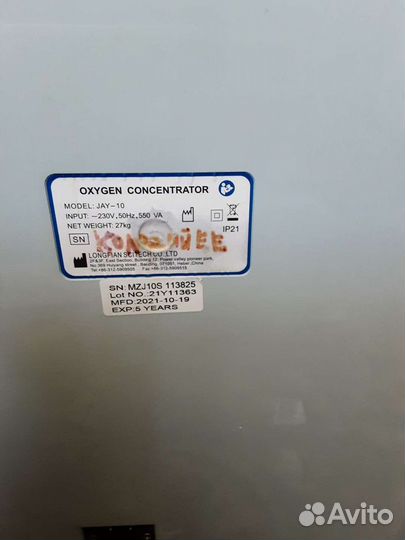 OXYGEN CONCENTRATOR
MODEL: JAY-10
INPUT: ~230V,50Hz,550 VA
NET WEIGHT: 27kg
IP21
SN
LONGFIAN SCITECH CO.,LTD
SN: MZJ10S 113825
Lot NO.:21Y11363
MFD:2021-10-19
EXP:5 YEARS
Avito